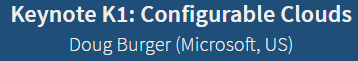 Keynote K1: Configurable Clouds
Doug Burger (Microsoft, US)